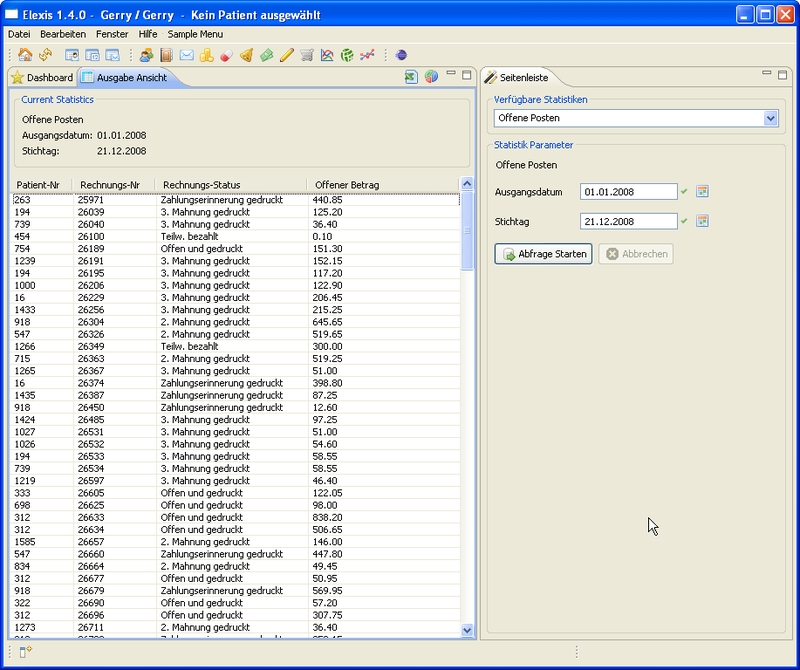 Elexis 1.4.0 - Gerry / Gerry - Kein Patient ausgewählt
Datei Bearbeiten Fenster Hilfe Sample Menu
Dashboard Ausgabe Ansicht
Current Statistics
Offene Posten
Ausgangsdatum: 01.01.2008
Stichtag: 21.12.2008
Patient-Nr Rechnungs-Nr Rechnungs-Status Offener Betrag
263 25971 Zahlungserinnerung gedruckt 440.85
194 26039 3. Mahnung gedruckt 125.20
739 26040 3. Mahnung gedruckt 36.40
454 26100 Teilw. bezahlt 0.10
754 26189 Offen und gedruckt 151.30
1239 26191 3. Mahnung gedruckt 152.15
194 26195 3. Mahnung gedruckt 117.20
1000 26206 3. Mahnung gedruckt 122.90
16 26229 3. Mahnung gedruckt 206.45
1433 26256 3. Mahnung gedruckt 215.25
918 26304 2. Mahnung gedruckt 645.65
547 26326 2. Mahnung gedruckt 519.65
1266 26349 Teilw. bezahlt 300.00
715 26363 2. Mahnung gedruckt 519.25
1265 26367 3. Mahnung gedruckt 51.00
16 26374 Zahlungserinnerung gedruckt 398.80
1435 26387 Zahlungserinnerung gedruckt 87.25
918 26450 Zahlungserinnerung gedruckt 12.60
1424 26485 3. Mahnung gedruckt 97.25
1027 26531 3. Mahnung gedruckt 51.00
1026 26532 3. Mahnung gedruckt 54.60
194 26533 3. Mahnung gedruckt 58.55
739 26534 3. Mahnung gedruckt 58.55
1219 26597 3. Mahnung gedruckt 46.40
333 26605 Offen und gedruckt 122.05
698 26625 Offen und gedruckt 98.00
312 26633 Offen und gedruckt 838.20
312 26634 Offen und gedruckt 506.65
1585 26657 2. Mahnung gedruckt 146.00
547 26660 Zahlungserinnerung gedruckt 447.80
834 26664 2. Mahnung gedruckt 49.45
312 26677 Offen und gedruckt 50.95
918 26679 Zahlungserinnerung gedruckt 569.95
322 26690 Offen und gedruckt 57.20
312 26696 Offen und gedruckt 307.75
1273 26711 2. Mahnung gedruckt 36.40
Seitenleiste
Verfügbare Statistiken
Offene Posten
Statistik Parameter
Offene Posten
Ausgangsdatum 01.01.2008
Stichtag 21.12.2008
Abfrage Starten Abbrechen